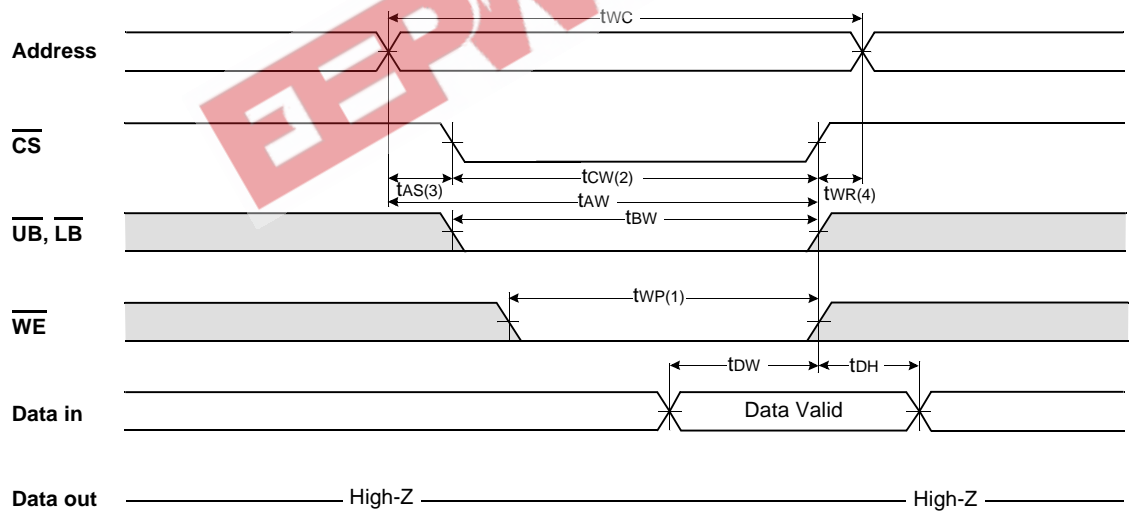 tWC
Address
CS
tAS(3)
tCW(2)
tWR(4)
tAW
UB, LB
tBW
WE
tWP(1)
tDW
tDH
Data in
Data Valid
Data out
High-Z
High-Z